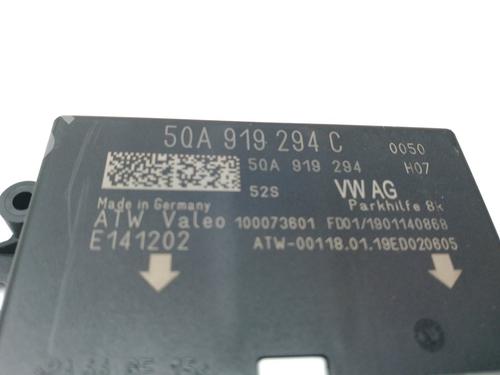 5QA 919 294 C 0050
5QA 919 294 H07
52S VW AG
Parkhilfe 8K
Made in Germany
ATW Valeo 100073601 FD01/1901140868
E141202 ATW-00118.01.19ED020605